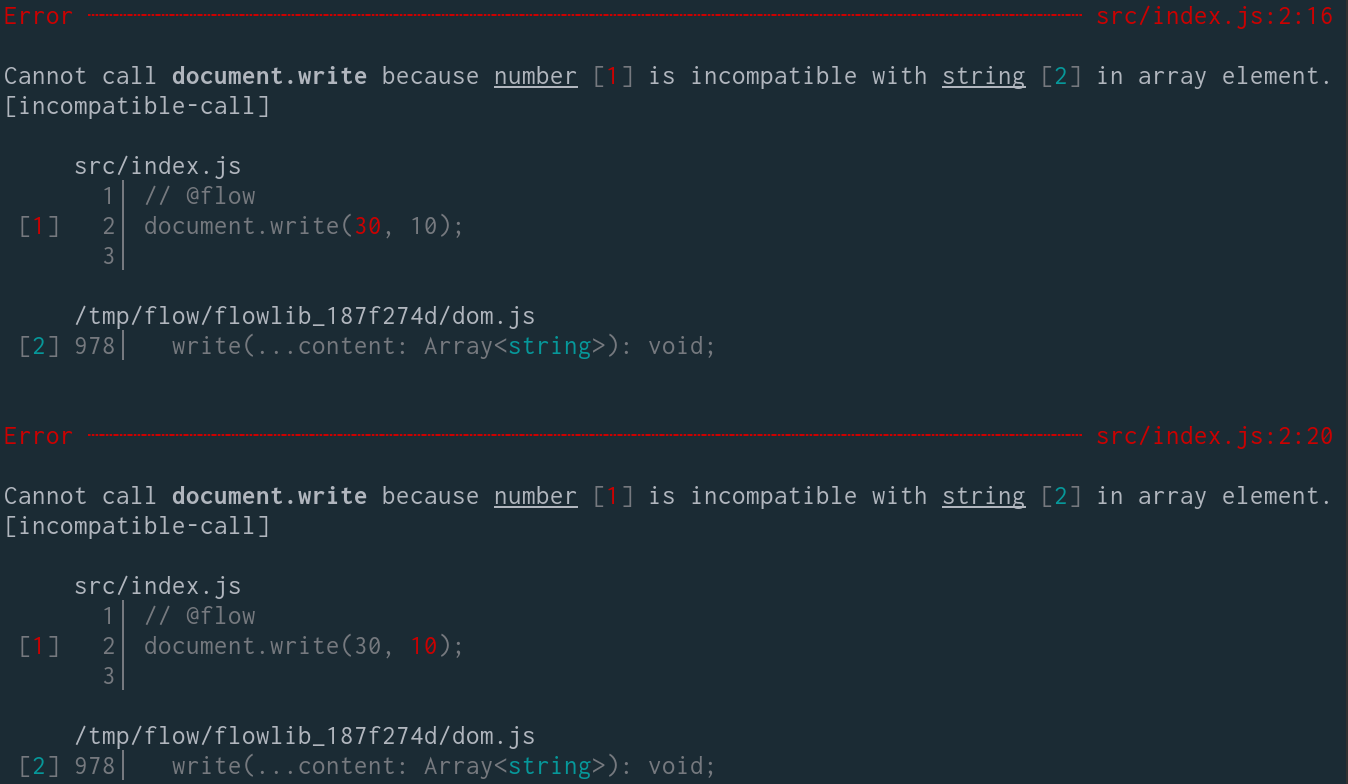 Error ---------------------------------------------------------------------- src/index.js:2:16
Cannot call document.write because number [1] is incompatible with string [2] in array element.
[incompatible-call]
src/index.js
1│ // @flow
[1] 2│ document.write(30, 10);
3│
/tmp/flow/flowlib_187f274d/dom.js
[2] 978│ write(...content: Array<string>): void;
Error ---------------------------------------------------------------------- src/index.js:2:20
Cannot call document.write because number [1] is incompatible with string [2] in array element.
[incompatible-call]
src/index.js
1│ // @flow
[1] 2│ document.write(30, 10);
3│
/tmp/flow/flowlib_187f274d/dom.js
[2] 978│ write(...content: Array<string>): void;